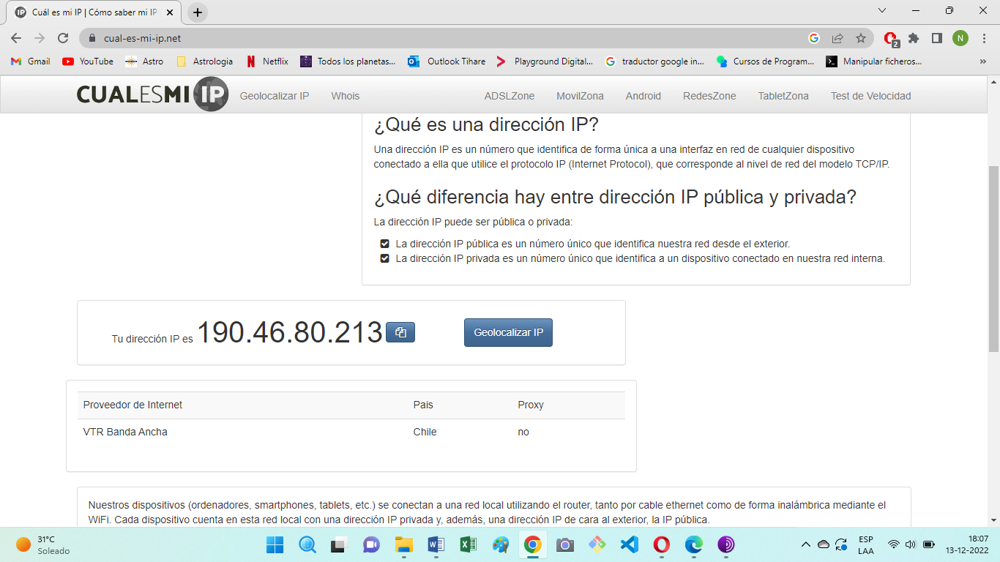 Cuál es mi IP | Cómo saber mi IP
cual-es-mi-ip.net
2
N
Gmail
YouTube
Astro
Astrologia
Netflix
Todos los planetas...
Outlook Tihare
Playground Digital...
traductor google in...
Cursos de Program...
Manipular ficheros...
»
CUALESMI IP
Geolocalizar IP
Whois
ADSLZone
MovilZona
Android
RedesZone
TabletZona
Test de Velocidad
¿Qué es una dirección IP?
Una dirección IP es un número que identifica de forma única a una interfaz en red de cualquier dispositivo
conectado a ella que utilice el protocolo IP (Internet Protocol), que corresponde al nivel de red del modelo TCP/IP.
¿Qué diferencia hay entre dirección IP pública y privada?
La dirección IP puede ser pública o privada:
La dirección IP pública es un número único que identifica nuestra red desde el exterior.
La dirección IP privada es un número único que identifica a un dispositivo conectado en nuestra red interna.
Tu dirección IP es 190.46.80.213
Geolocalizar IP
Proveedor de Internet Pais Proxy
VTR Banda Ancha Chile no
Nuestros dispositivos (ordenadores, smartphones, tablets, etc.) se conectan a una red local utilizando el router, tanto por cable ethernet como de forma inalámbrica mediante el
WiFi. Cada dispositivo cuenta en esta red local con una dirección IP privada y, además, una dirección IP de cara al exterior, la IP pública.
31°C
Soleado
ESP
LAA
18:07
13-12-2022